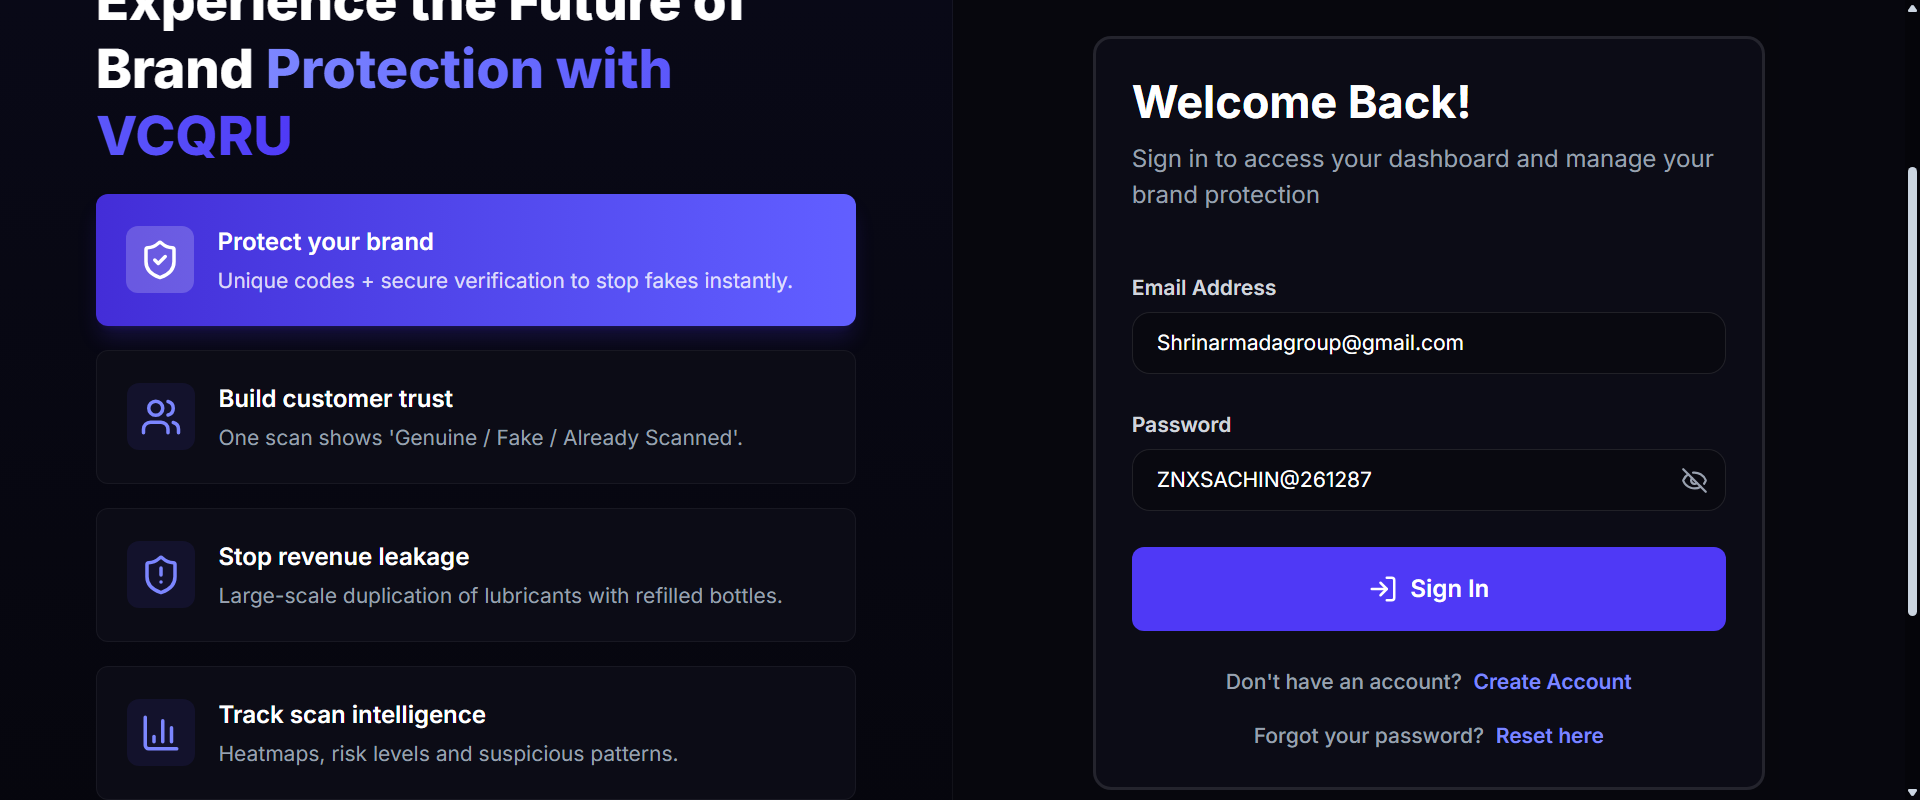 Experience the Future of
Brand Protection with
VCQRU
Protect your brand
Unique codes + secure verification to stop fakes instantly.
Build customer trust
One scan shows 'Genuine / Fake / Already Scanned'.
Stop revenue leakage
Large-scale duplication of lubricants with refilled bottles.
Track scan intelligence
Heatmaps, risk levels and suspicious patterns.
Welcome Back!
Sign in to access your dashboard and manage your
brand protection
Email Address
Shrinarmadagroup@gmail.com
Password
ZNXSACHIN@261287
Sign In
Don't have an account? Create Account
Forgot your password? Reset here